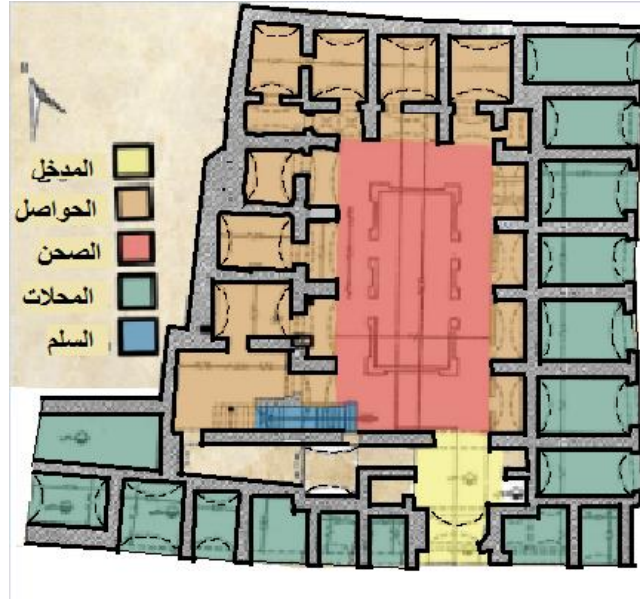 المدخل
الحواصل
الصحن
المحلات
السلم